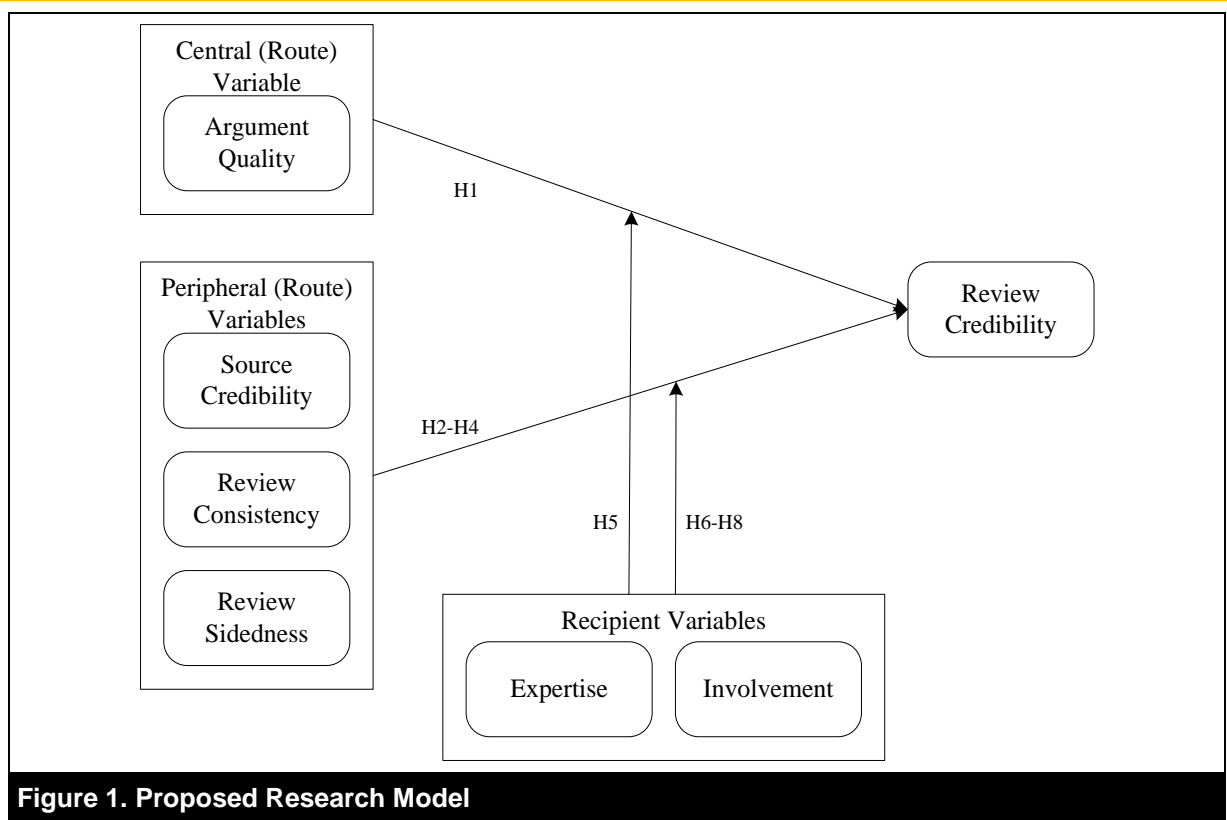 Central (Route)
Variable
Argument
Quality
H1
Peripheral (Route)
Variables
Source
Credibility
Review
Consistency
Review
Sidedness
H2-H4
Review
Credibility
H5
H6-H8
Recipient Variables
Expertise
Involvement
Figure 1. Proposed Research Model